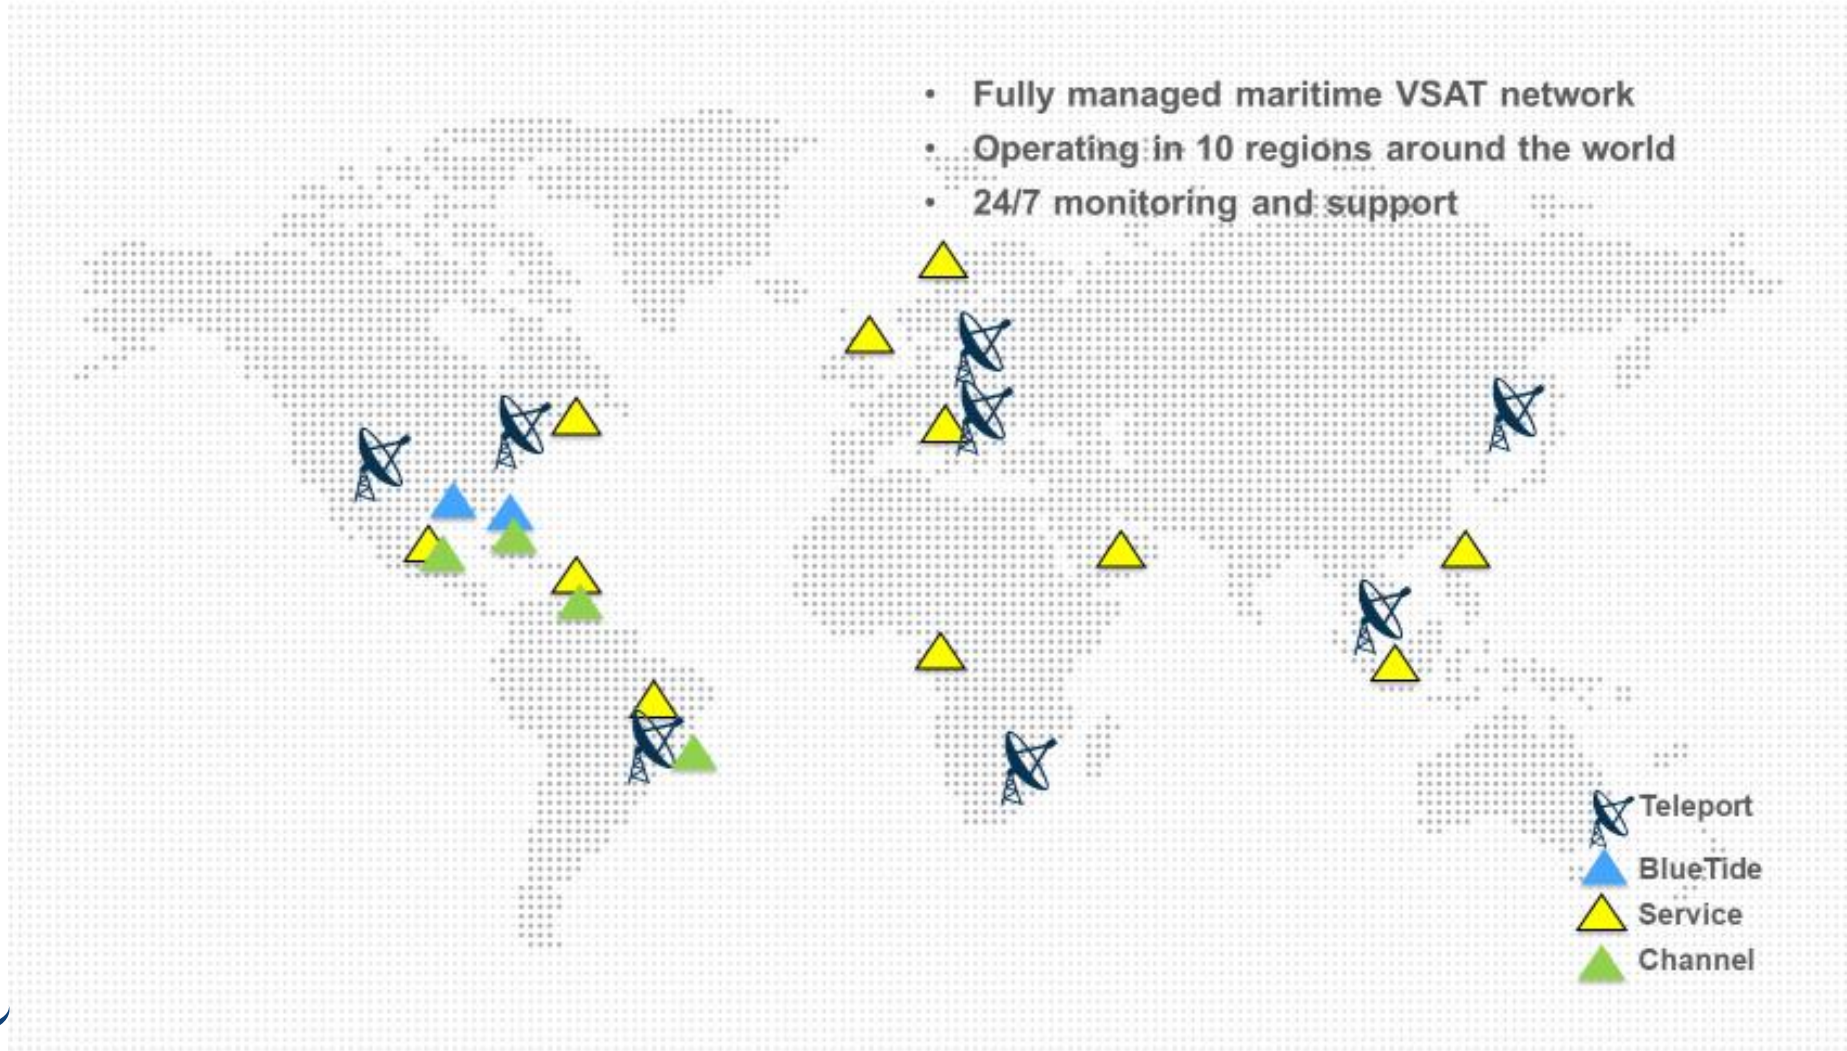 • Fully managed maritime VSAT network
• Operating in 10 regions around the world
• 24/7 monitoring and support
Teleport
BlueTide
Service
Channel